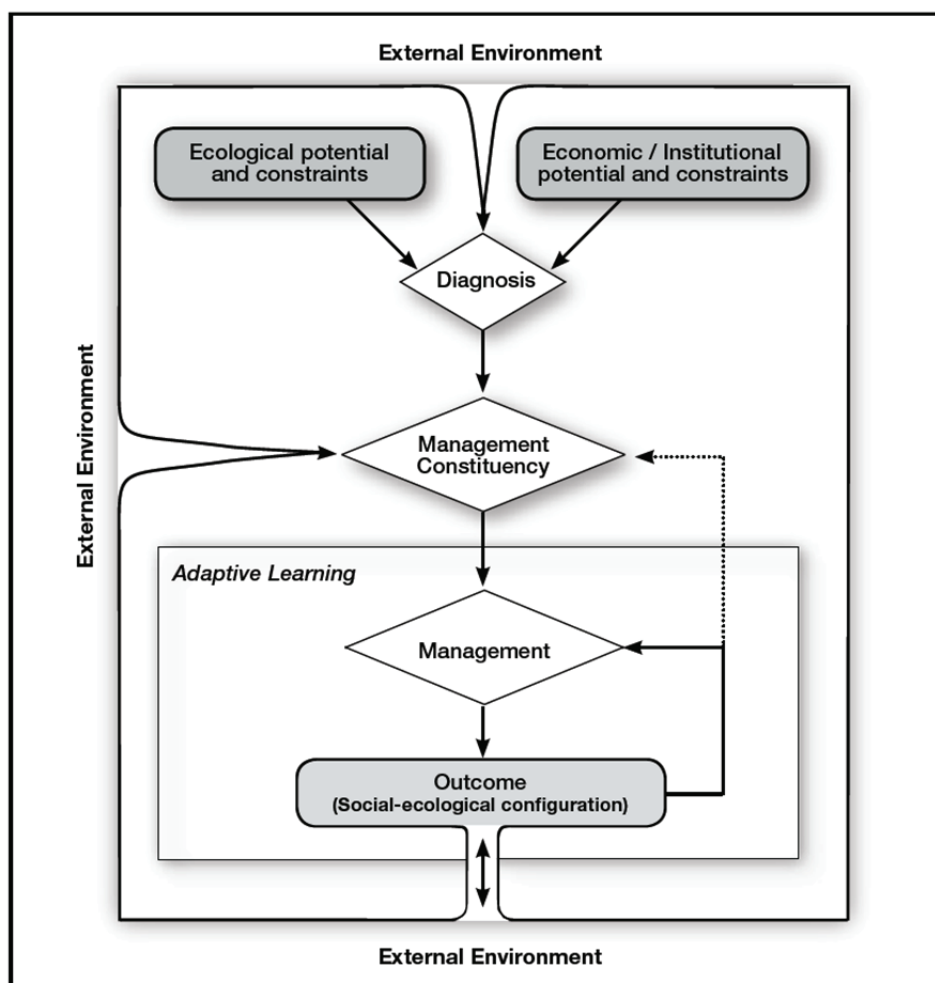 External Environment
Ecological potential
and constraints
Economic / Institutional
potential and constraints
Diagnosis
External Environment
Management
Constituency
Adaptive Learning
Management
Outcome
(Social-ecological configuration)
External Environment